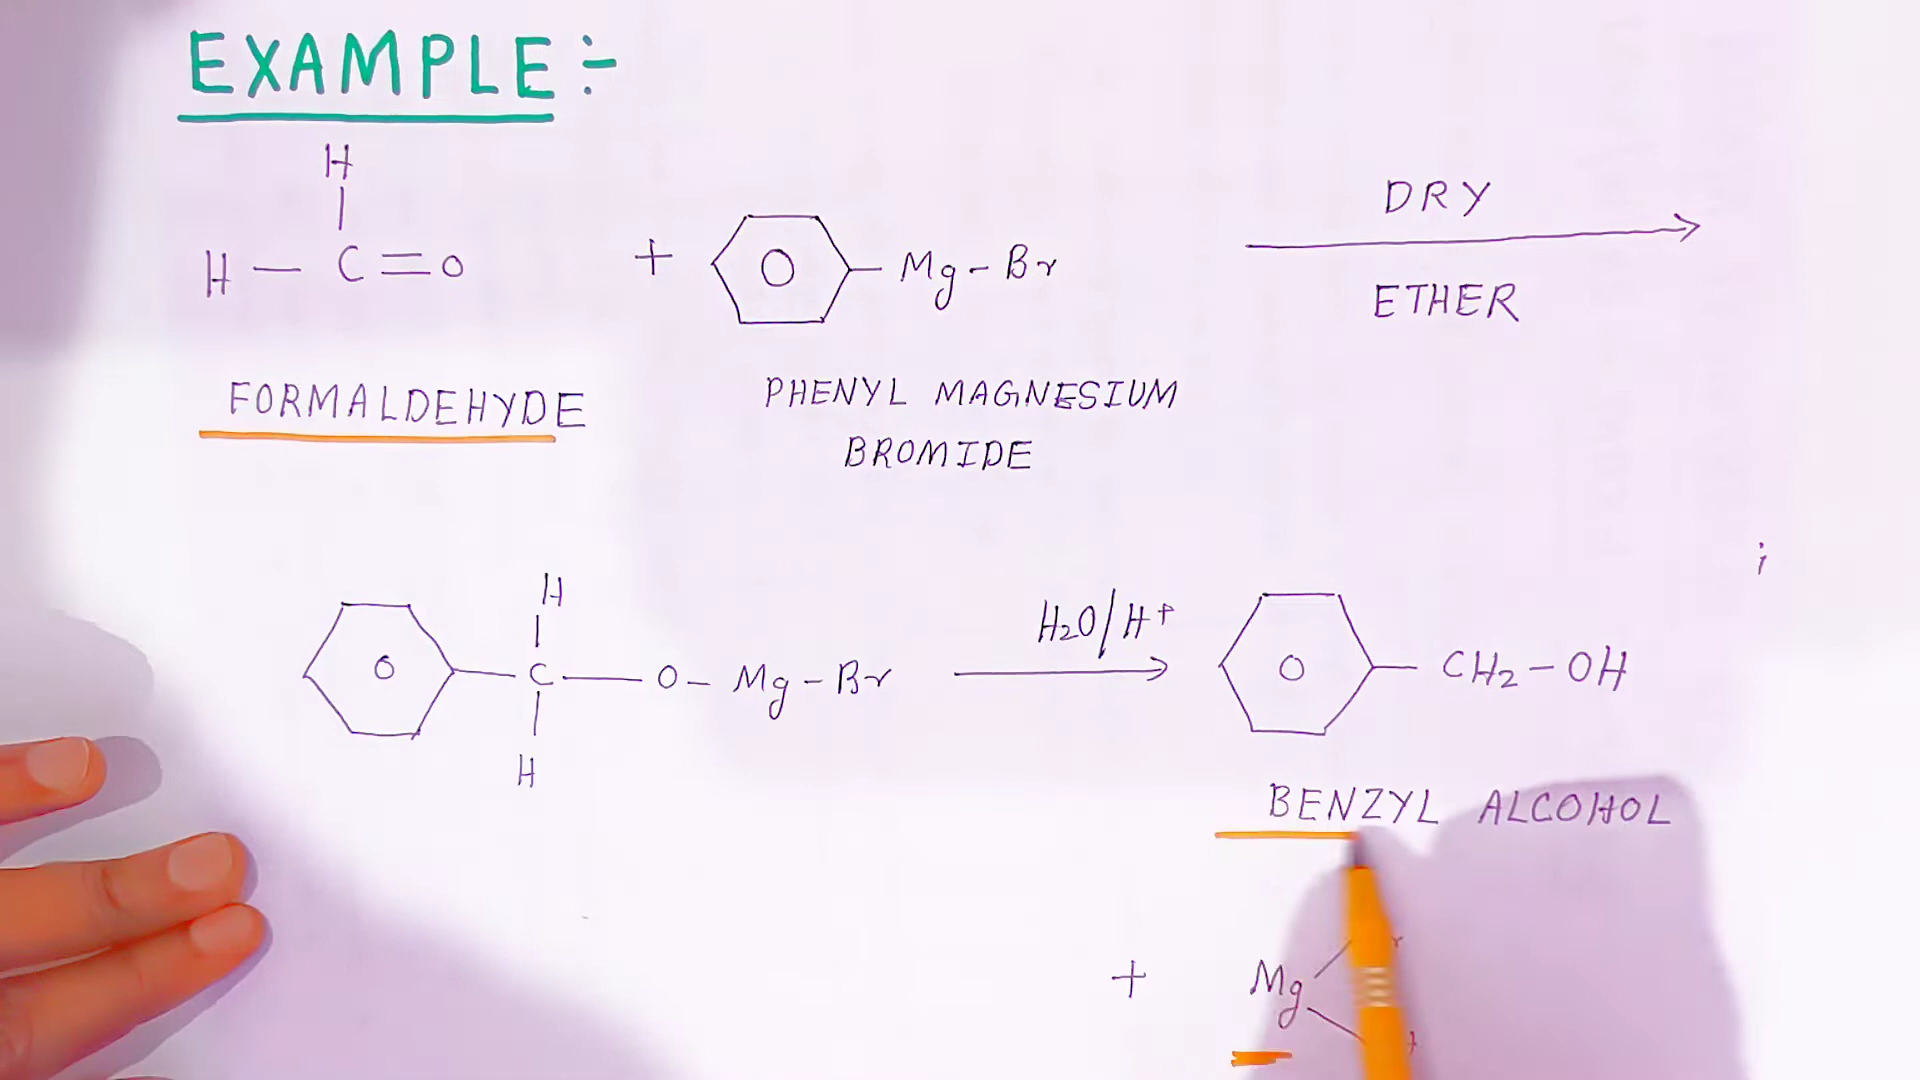 EXAMPLE :-
H
H — C = O + Mg - Br
DRY
ETHER
FORMALDEHYDE
PHENYL MAGNESIUM
BROMIDE
H
O C — O - Mg - Br
H
H2O/H+
O CH2 - OH
BENZYL ALCOHOL
+ Mg